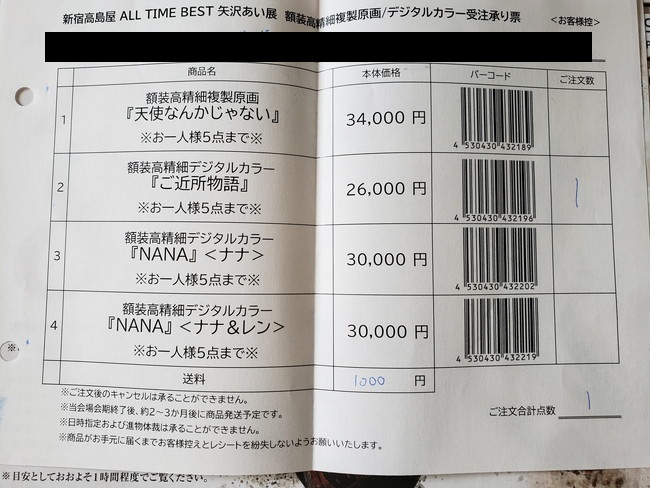 新宿高島屋 ALL TIME BEST 矢沢あい展 額装高精細複製原画/デジタルカラー受注承り票 <お客様控>
商品名 本体価格 バーコード ご注文数
1 額装高精細複製原画
『天使なんかじゃない』 34,000 円
※お一人様5点まで※
4 530430 432189
2 額装高精細デジタルカラー
『ご近所物語』 26,000 円 1
※お一人様5点まで※
4 530430 432196
3 額装高精細デジタルカラー
『NANA』<ナナ> 30,000 円
※お一人様5点まで※
4 530430 432202
4 額装高精細デジタルカラー
『NANA』<ナナ&レン> 30,000 円
※お一人様5点まで※
4 530430 432219
送料 1000 円
※ご注文後のキャンセルは承ることができません。
※当会場会期終了後、約2～3か月後に商品発送予定です。
※日時指定および進物体裁は承ることができません。
※商品がお手元に届くまでお客様控えとレシートを紛失しないようお願いいたします。
ご注文合計点数 1
※
※目安としておおよそ1時間程度でご覧ください。